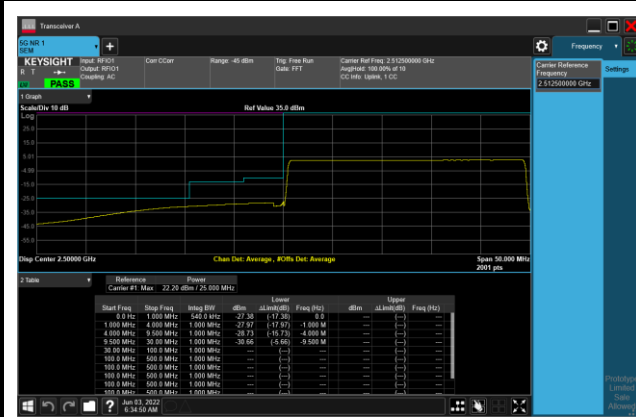 Transceiver A
5G NR 1
SEM
Frequency
KEYSIGHT
R T
PASS
Input: RFIO1
Output: RFIO1
Coupling: AC
Corr CCorr
Range: -45 dBm
Trig: Free Run
Gate: FFT
Carrier Ref Freq: 2.512500000 GHz
Avg|Hold: 100.00% of 10
CC Info: Uplink, 1 CC
Carrier Reference
Frequency
2.512500000 GHz
Settings
1 Graph
Scale/Div 10 dB
Ref Value 35.0 dBm
Log
25.0
15.0
5.01
-4.99
-15.0
-25.0
-35.0
-45.0
-55.0
Disp Center 2.50000 GHz
Chan Det: Average , #Offs Det: Average
Span 50.000 MHz
2001 pts
2 Table
Reference Power
Carrier #1: Max 22.20 dBm / 25.000 MHz
Lower Upper
Start Freq Stop Freq Integ BW dBm ΔLimit(dB) Freq (Hz) dBm ΔLimit(dB) Freq (Hz)
0.0 Hz 1.000 MHz 540.0 kHz -27.38 (-17.38) 0.0 --- (---) ---
1.000 MHz 4.000 MHz 1.000 MHz -27.97 (-17.97) -1.000 M --- (---) ---
4.000 MHz 9.500 MHz 1.000 MHz -28.73 (-15.73) -4.000 M --- (---) ---
9.500 MHz 30.00 MHz 1.000 MHz -30.66 (-5.66) -9.500 M --- (---) ---
30.00 MHz 100.0 MHz 1.000 MHz --- (---) --- --- (---) ---
100.0 MHz 500.0 MHz 1.000 MHz --- (---) --- --- (---) ---
100.0 MHz 500.0 MHz 1.000 MHz --- (---) --- --- (---) ---
100.0 MHz 500.0 MHz 1.000 MHz --- (---) --- --- (---) ---
100.0 MHz 500.0 MHz 1.000 MHz --- (---) --- --- (---) ---
Jun 03, 2022
6:34:50 AM
Prototype
Limited
Sale
Allowed